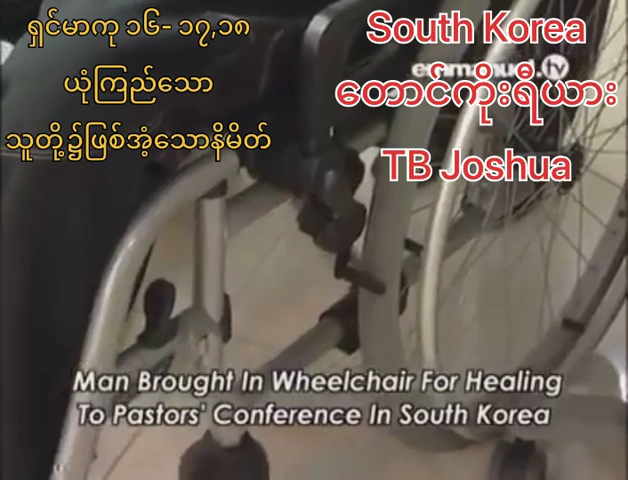 ရှင်မာကု ၁၆- ၁၇,၁၈
ယုံကြည်သော
သူတို့၌ဖြစ်အံ့သောနိမိတ်
South Korea
emmanuel.tv
တောင်ကိုးရီယား
TB Joshua
Man Brought In Wheelchair For Healing
To Pastors' Conference In South Korea